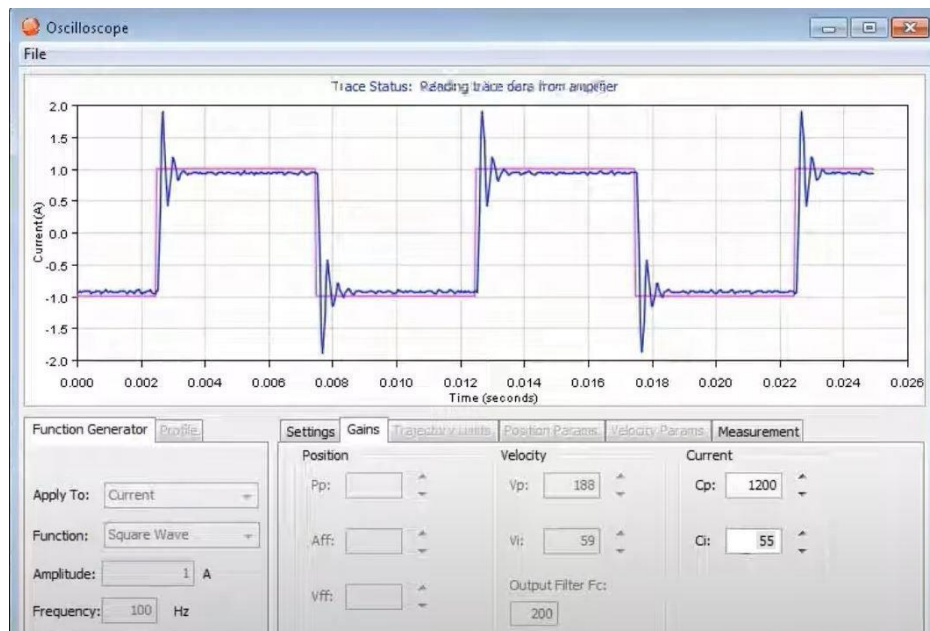 Oscilloscope
File
Trace Status: Reading trace data from amplifier
2.0
1.5
1.0
0.5
0.0
-0.5
-1.0
-1.5
-2.0
Current(A)
0.000 0.002 0.004 0.006 0.008 0.010 0.012 0.014 0.016 0.018 0.020 0.022 0.024 0.026
Time (seconds)
Function Generator Profile Settings Gains Trajectory Limits Position Params Velocity Params Measurement
Position Velocity Current
Apply To: Current Pp: Vp: 188 Cp: 1200
Function: Square Wave Aff: Vi: 59 Ci: 55
Amplitude: 1 A Vff: Output Filter Fc:
Frequency: 100 Hz 200